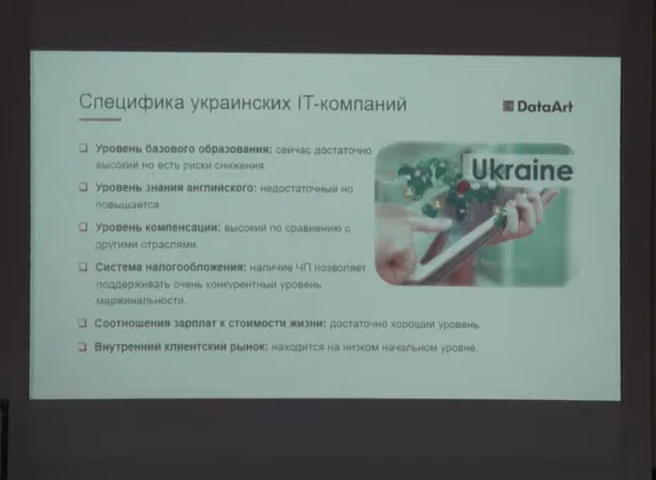 Специфика украинских IT-компаний
DataArt
Уровень базового образования: сейчас достаточно
высокий но есть риски снижения.
Ukraine
Уровень знания английского: недостаточный но
повышается.
Уровень компенсации: высокий по сравнению с
другими отраслями.
Система налогообложения: наличие ЧП позволяет
поддерживать очень конкурентный уровень
маржинальности.
Соотношения зарплат к стоимости жизни: достаточно хороший уровень.
Внутренний клиентский рынок: находится на низком начальном уровне.